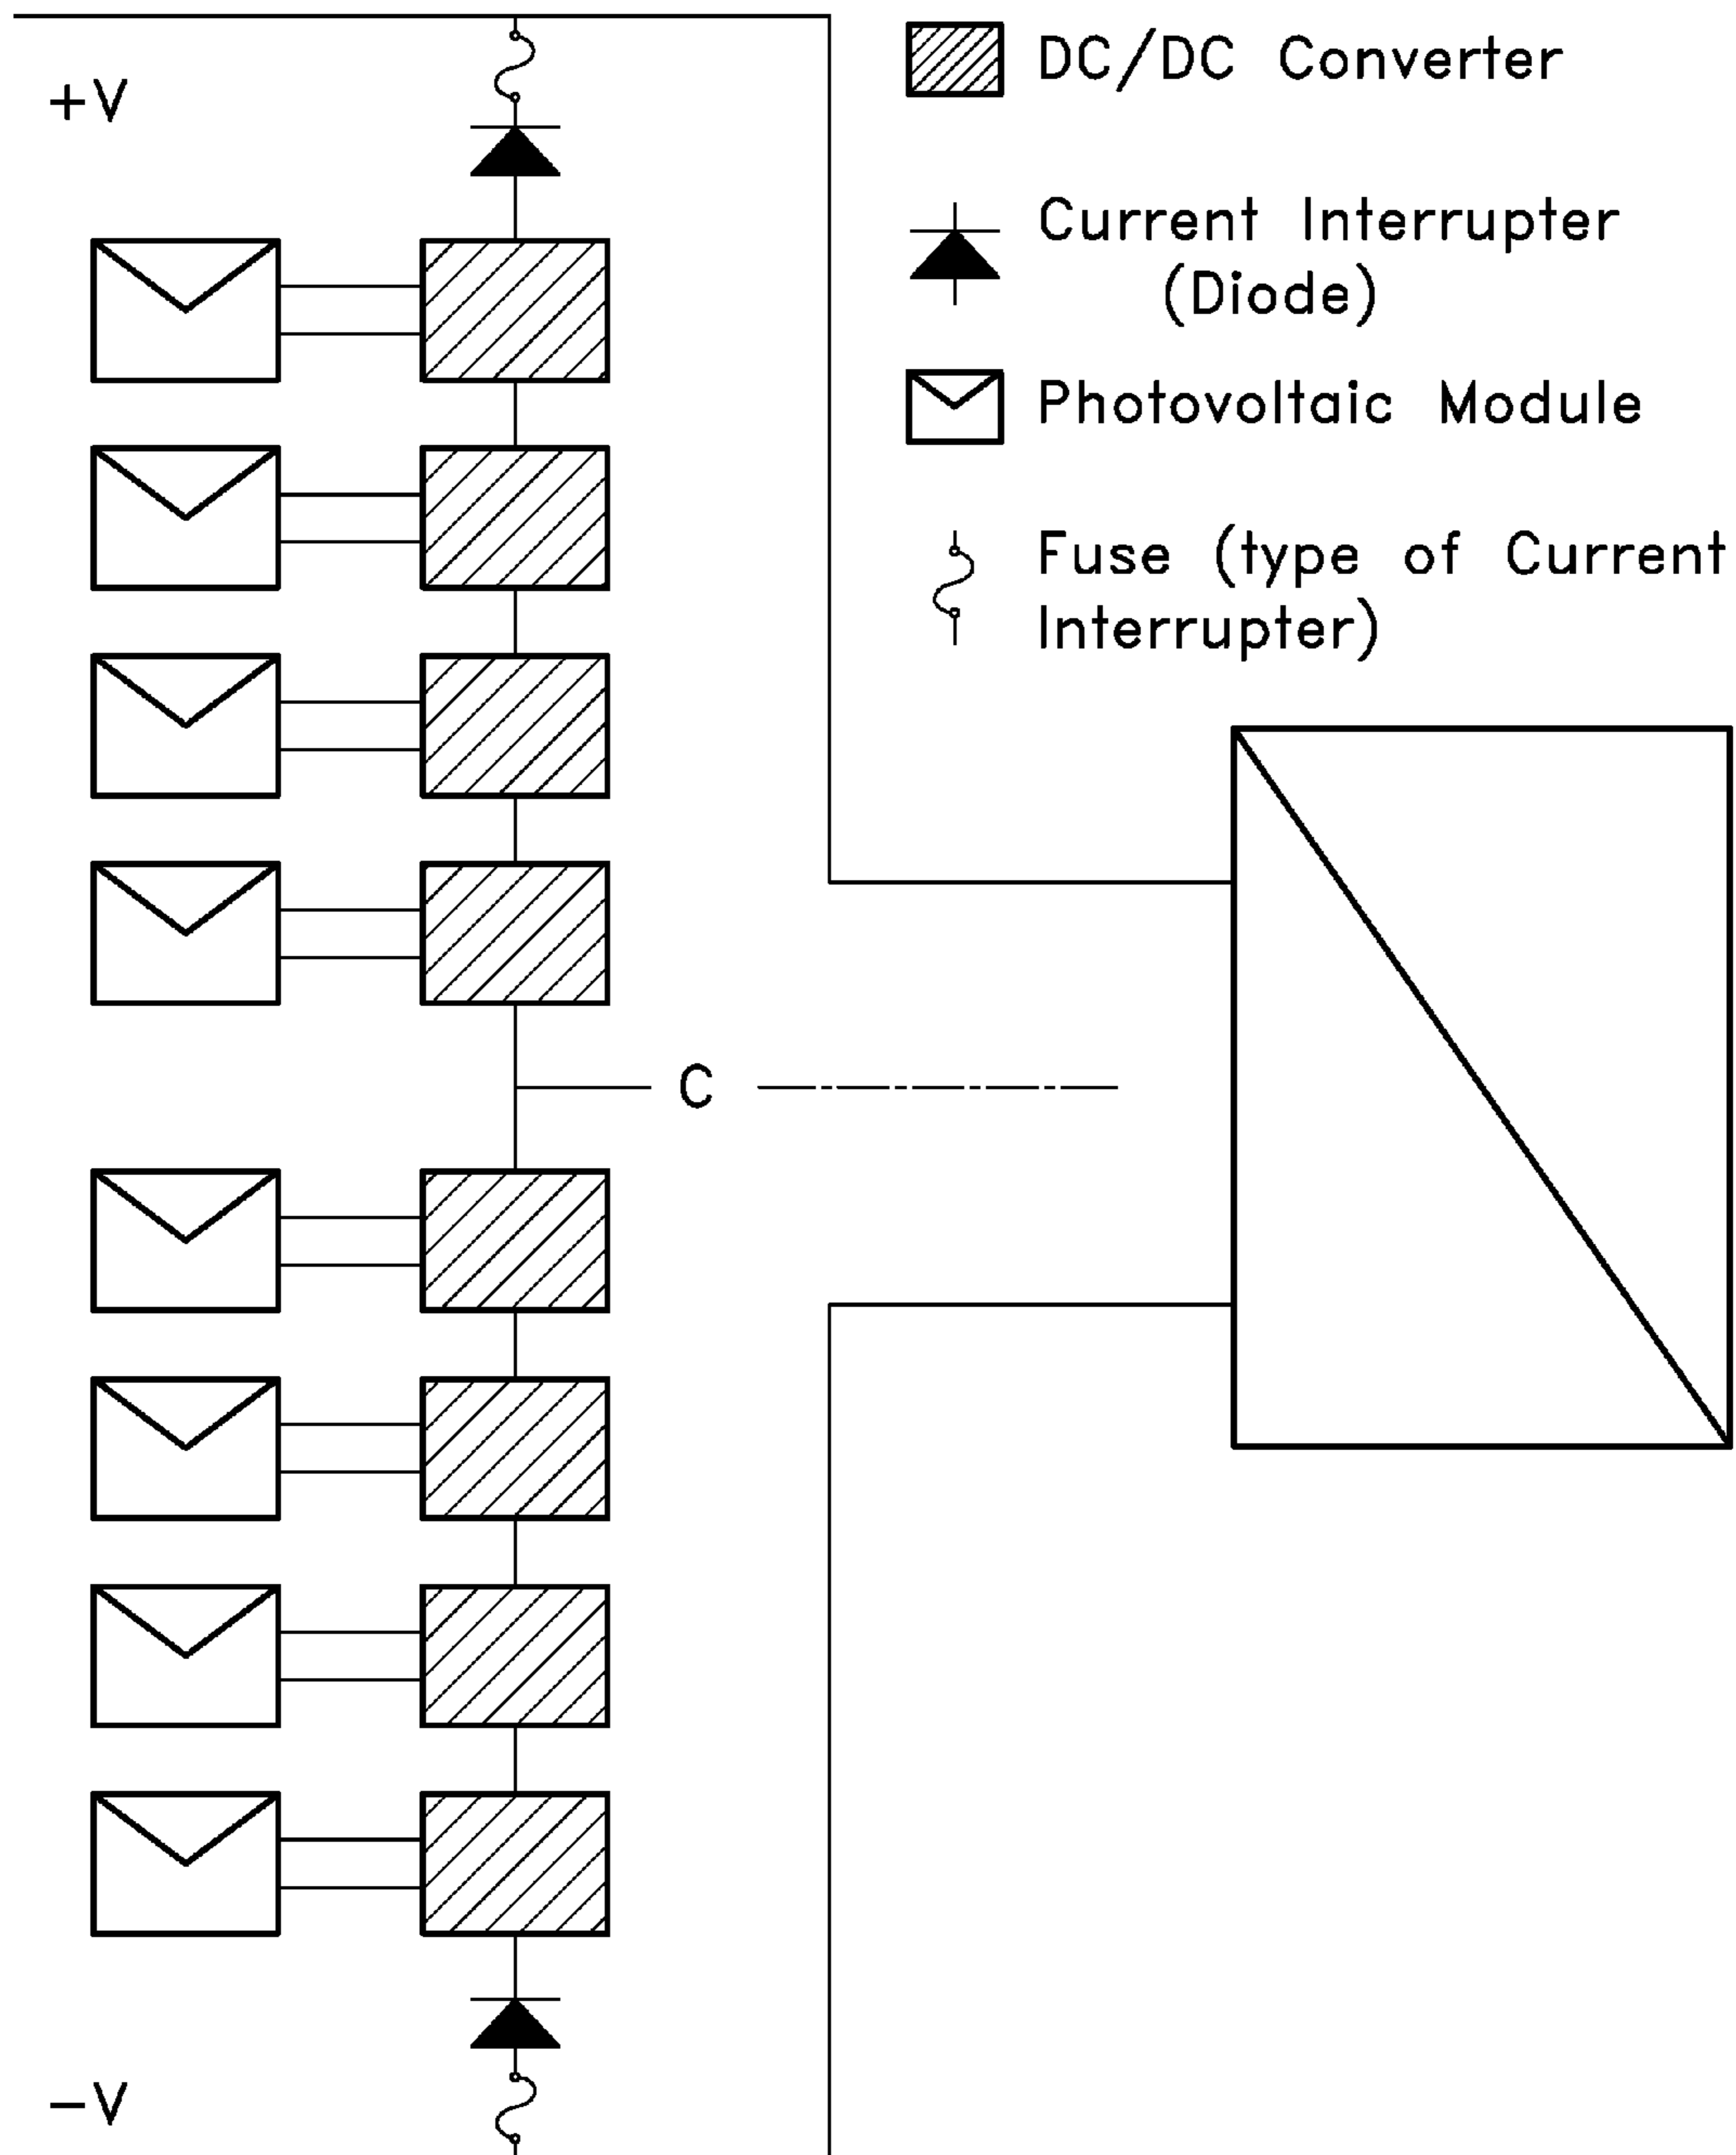 +V
DC/DC Converter
Current Interrupter
(Diode)
Photovoltaic Module
Fuse (type of Current
Interrupter)
C
-V